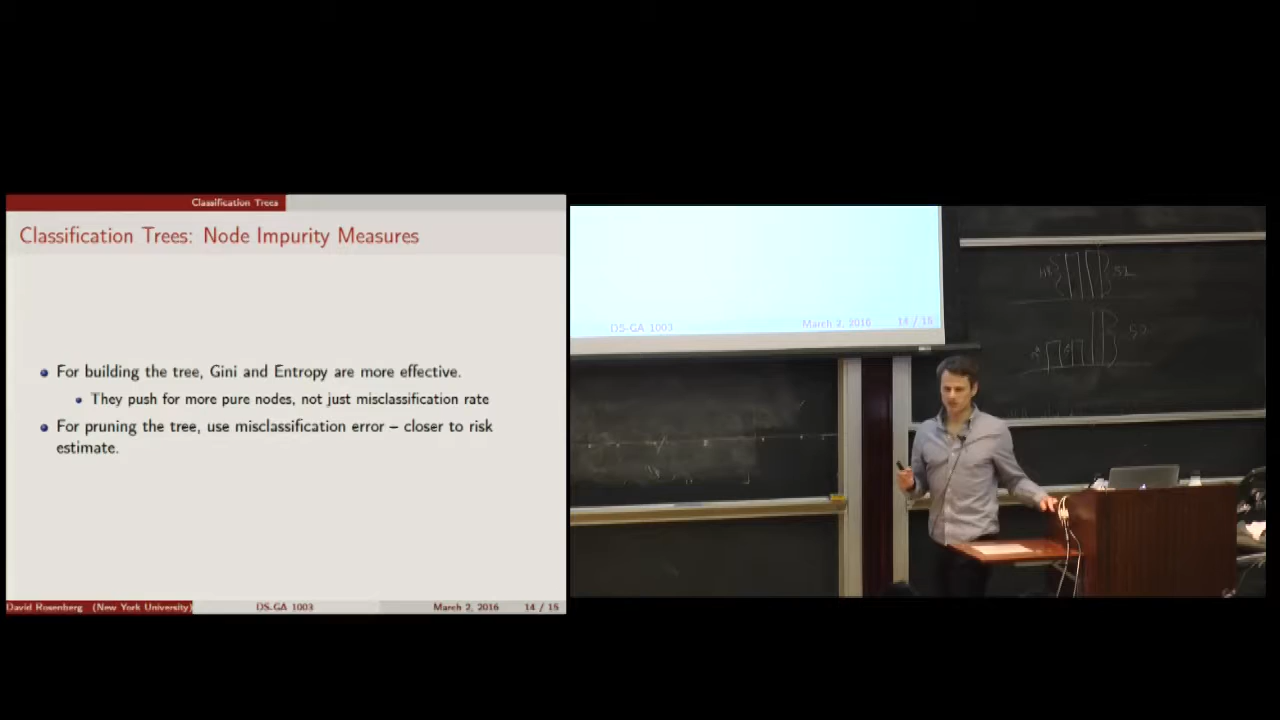 Classification Trees
Classification Trees: Node Impurity Measures
For building the tree, Gini and Entropy are more effective.
They push for more pure nodes, not just misclassification rate
For pruning the tree, use misclassification error – closer to risk
estimate.
David Rosenberg (New York University)
DS-GA 1003
March 2, 2016
14 / 15
DS-GA 1003
March 2, 2016
14 / 15